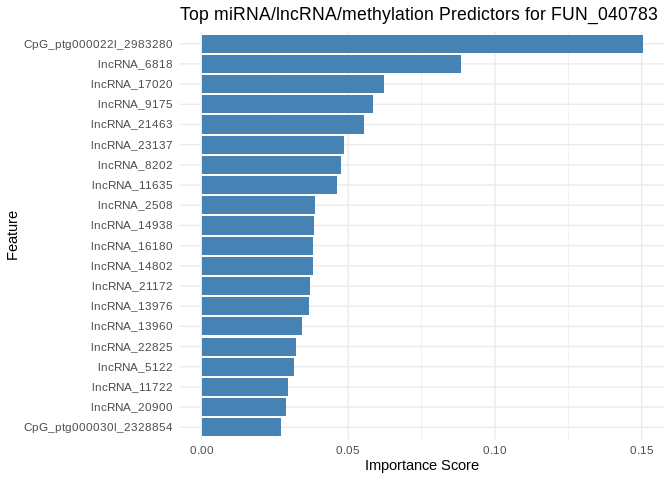 Top miRNA/lncRNA/methylation Predictors for FUN_040783
CpG_ptg000022l_2983280
lncRNA_6818
lncRNA_17020
lncRNA_9175
lncRNA_21463
lncRNA_23137
lncRNA_8202
lncRNA_11635
lncRNA_2508
lncRNA_14938
lncRNA_16180
lncRNA_14802
lncRNA_21172
lncRNA_13976
lncRNA_13960
lncRNA_22825
lncRNA_5122
lncRNA_11722
lncRNA_20900
CpG_ptg000030l_2328854
Feature
0.00 0.05 0.10 0.15
Importance Score